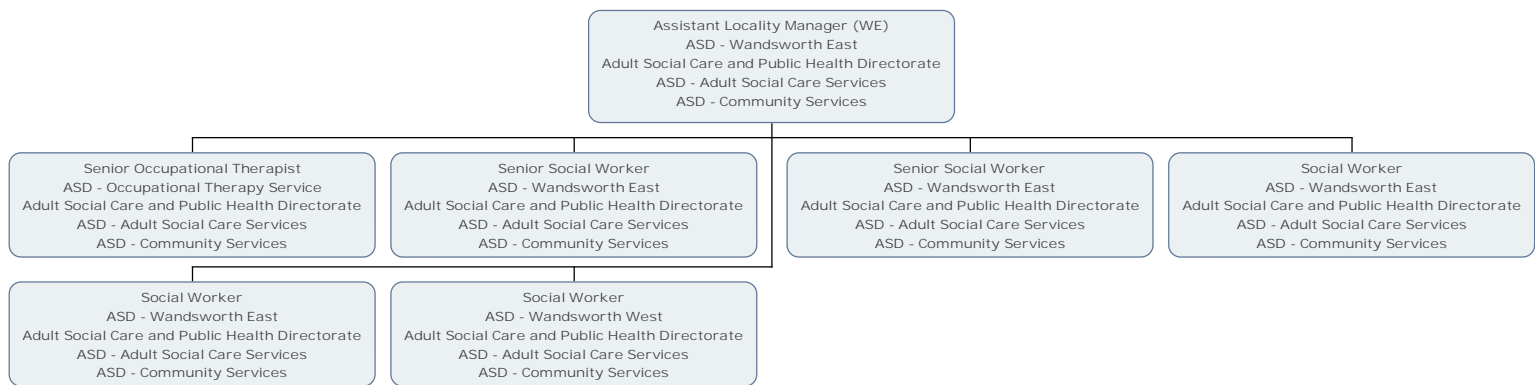 Assistant Locality Manager (WE)
ASD - Wandsworth East
Adult Social Care and Public Health Directorate
ASD - Adult Social Care Services
ASD - Community Services
Senior Occupational Therapist
ASD - Occupational Therapy Service
Adult Social Care and Public Health Directorate
ASD - Adult Social Care Services
ASD - Community Services
Senior Social Worker
ASD - Wandsworth East
Adult Social Care and Public Health Directorate
ASD - Adult Social Care Services
ASD - Community Services
Senior Social Worker
ASD - Wandsworth East
Adult Social Care and Public Health Directorate
ASD - Adult Social Care Services
ASD - Community Services
Social Worker
ASD - Wandsworth East
Adult Social Care and Public Health Directorate
ASD - Adult Social Care Services
ASD - Community Services
Social Worker
ASD - Wandsworth East
Adult Social Care and Public Health Directorate
ASD - Adult Social Care Services
ASD - Community Services
Social Worker
ASD - Wandsworth West
Adult Social Care and Public Health Directorate
ASD - Adult Social Care Services
ASD - Community Services